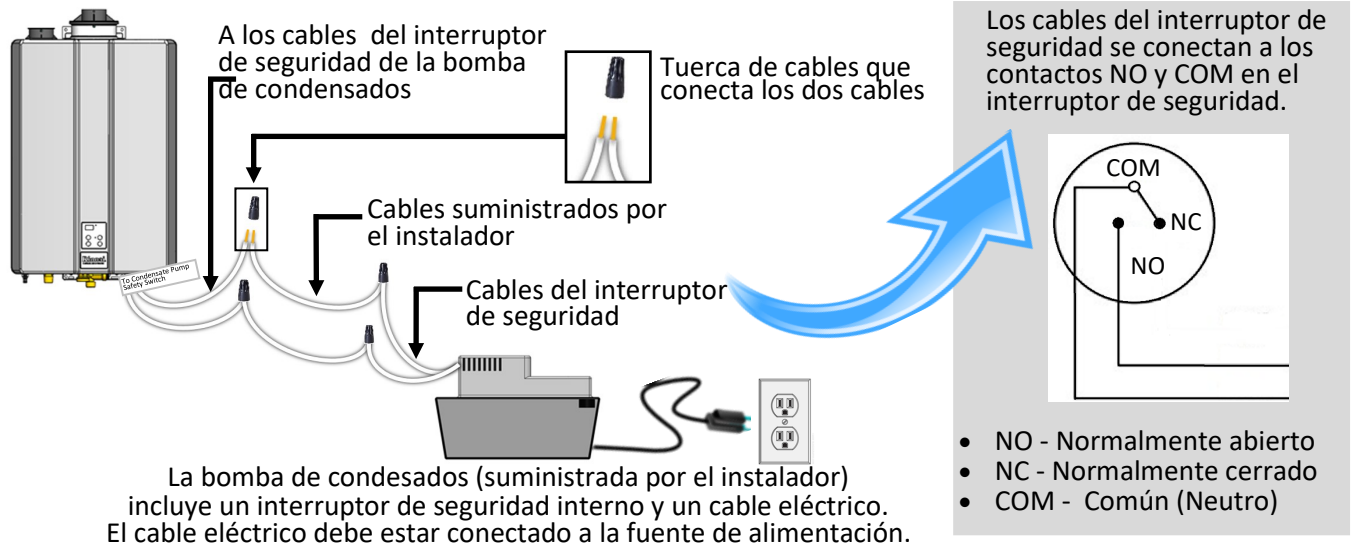 A los cables del interruptor
de seguridad de la bomba
de condensados
Tuerca de cables que
conecta los dos cables
Cables suministrados por
el instalador
Rinnai
To Condensate Pump
Safety Switch
Cables del interruptor
de seguridad
La bomba de condesados (suministrada por el instalador)
incluye un interruptor de seguridad interno y un cable eléctrico.
El cable eléctrico debe estar conectado a la fuente de alimentación.
Los cables del interruptor de
seguridad se conectan a los
contactos NO y COM en el
interruptor de seguridad.
COM
NC
NO
• NO - Normalmente abierto
• NC - Normalmente cerrado
• COM - Común (Neutro)